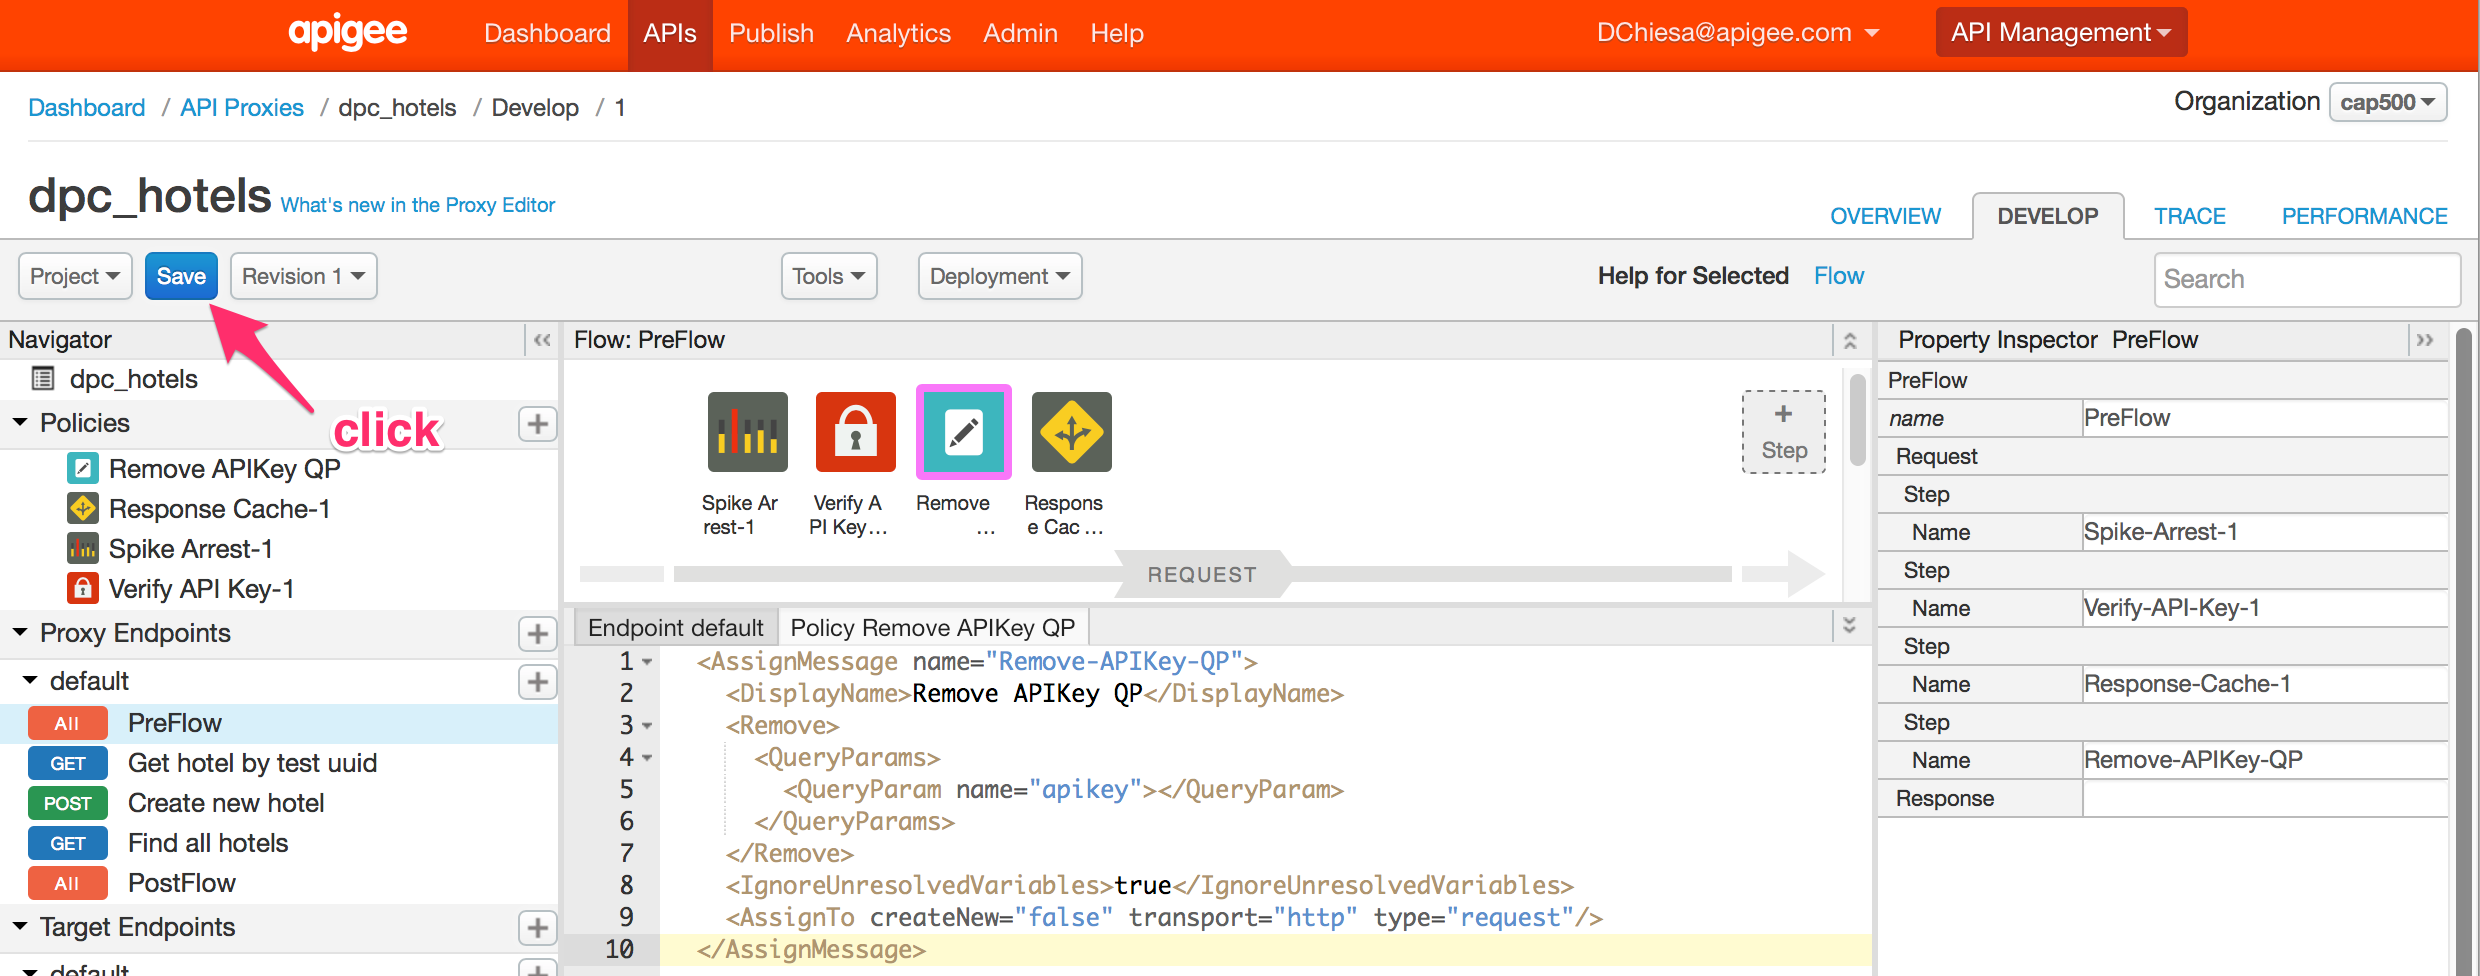 apigee Dashboard APIs Publish Analytics Admin Help DChiesa@apigee.com API Management
Dashboard / API Proxies / dpc_hotels / Develop / 1 Organization cap500
dpc_hotels What's new in the Proxy Editor OVERVIEW DEVELOP TRACE PERFORMANCE
Project Save Revision 1 Tools Deployment Help for Selected Flow Search
Navigator
dpc_hotels
click
Policies
Remove APIKey QP
Response Cache-1
Spike Arrest-1
Verify API Key-1
Proxy Endpoints
default
All PreFlow
GET Get hotel by test uuid
POST Create new hotel
GET Find all hotels
All PostFlow
Target Endpoints
default
Flow: PreFlow
+
Step
Spike Ar
rest-1
Verify A
PI Key...
Remove
...
Respons
e Cac ...
REQUEST
Endpoint default Policy Remove APIKey QP
1 <AssignMessage name="Remove-APIKey-QP">
2 <DisplayName>Remove APIKey QP</DisplayName>
3 <Remove>
4 <QueryParams>
5 <QueryParam name="apikey"></QueryParam>
6 </QueryParams>
7 </Remove>
8 <IgnoreUnresolvedVariables>true</IgnoreUnresolvedVariables>
9 <AssignTo createNew="false" transport="http" type="request"/>
10 </AssignMessage>
Property Inspector PreFlow
PreFlow
name PreFlow
Request
Step
Name Spike-Arrest-1
Step
Name Verify-API-Key-1
Step
Name Response-Cache-1
Step
Name Remove-APIKey-QP
Response